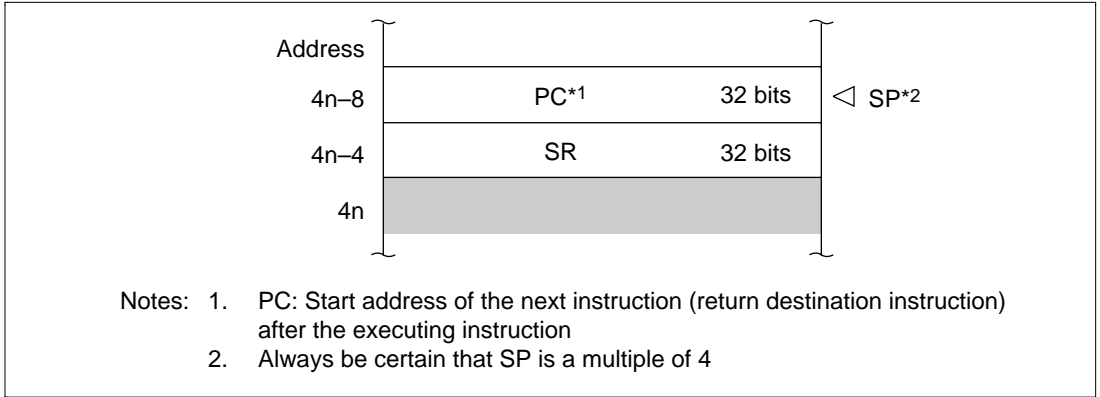 Address
4n–8 PC*1 32 bits SP*2
4n–4 SR 32 bits
4n
Notes: 1. PC: Start address of the next instruction (return destination instruction)
after the executing instruction
2. Always be certain that SP is a multiple of 4